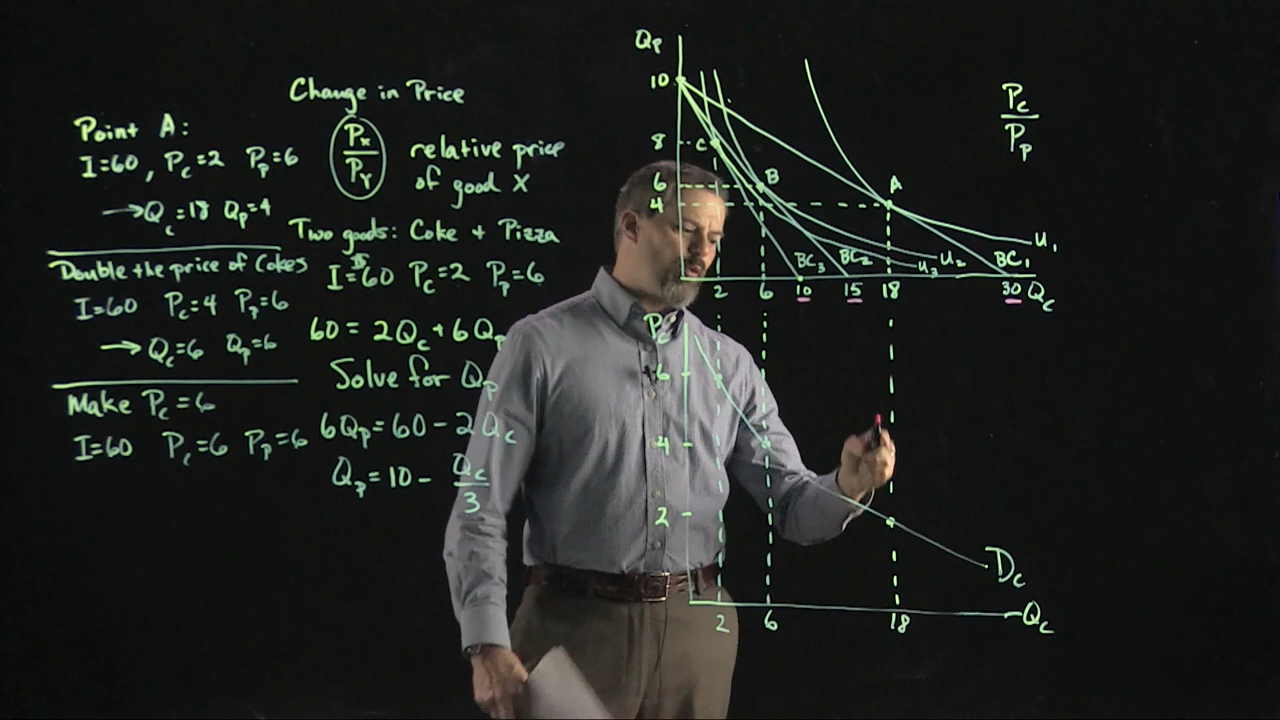 Point A:
I=60, Pc=2 Pp=6
→ Qc=18 Qp=4
Double the price of Cokes
I=60 Pc=4 Pp=6
→ Qc=6 Qp=6
Make Pc=6
I=60 Pc=6 Pp=6
Change in Price
Px
Py
relative price
of good X
Two goods: Coke + Pizza
I=$60 Pc=2 Pp=6
60 = 2Qc + 6Qp
Solve for Qp
6Qp = 60 - 2Qc
Qp = 10 - Qc
3
Qp
10
8
C
6
B
4
A
U1
U2
U3
BC3
BC2
BC1
2
6
10
15
18
30
Qc
Pc
Pp
Pc
6
4
2
Dc
2
6
18
Qc